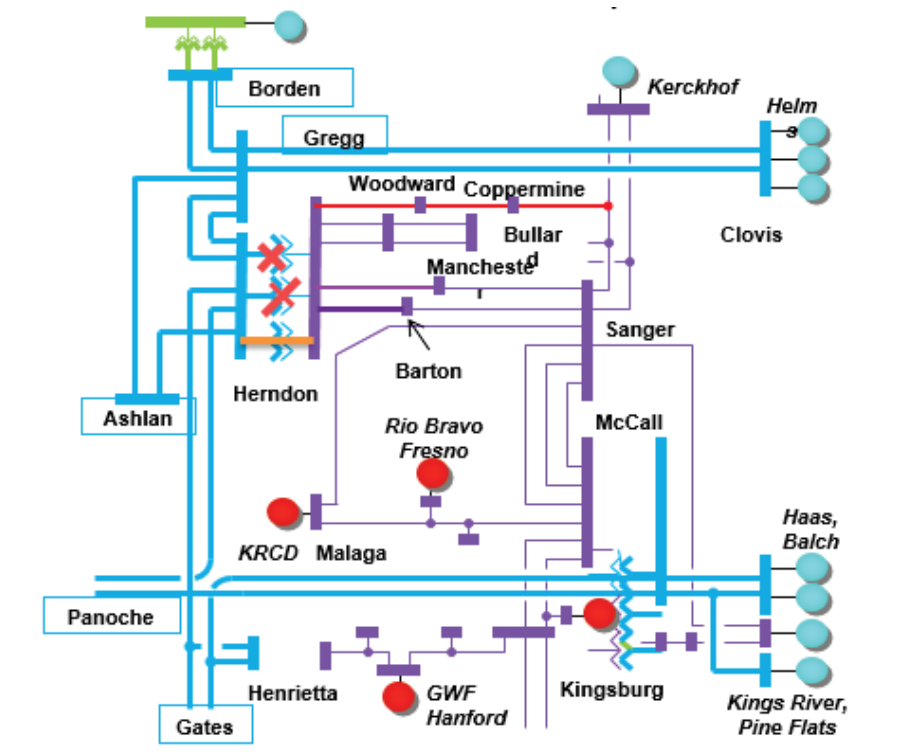 Borden
Kerckhof
Helm
s
Gregg
Woodward
Coppermine
Bullar
d
Clovis
Mancheste
r
Sanger
Barton
Herndon
Ashlan
McCall
Rio Bravo
Fresno
KRCD
Malaga
Haas,
Balch
Panoche
Henrietta
GWF
Hanford
Kingsburg
Kings River,
Pine Flats
Gates